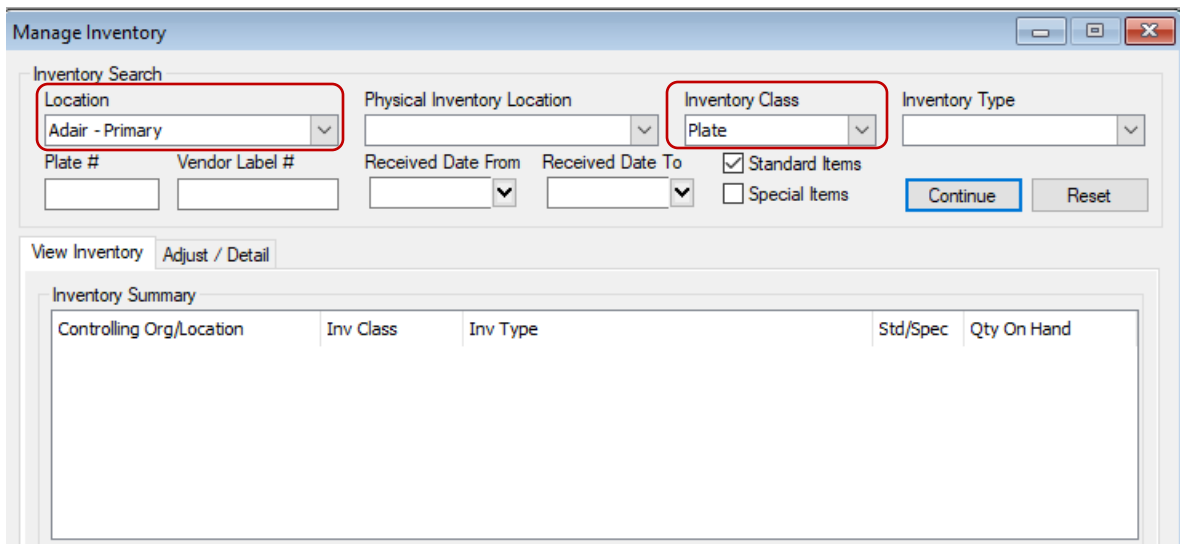 Manage Inventory
Inventory Search
Location Physical Inventory Location Inventory Class Inventory Type
Adair - Primary Plate
Plate # Vendor Label # Received Date From Received Date To Standard Items
Special Items Continue Reset
View Inventory Adjust / Detail
Inventory Summary
Controlling Org/Location Inv Class Inv Type Std/Spec Qty On Hand